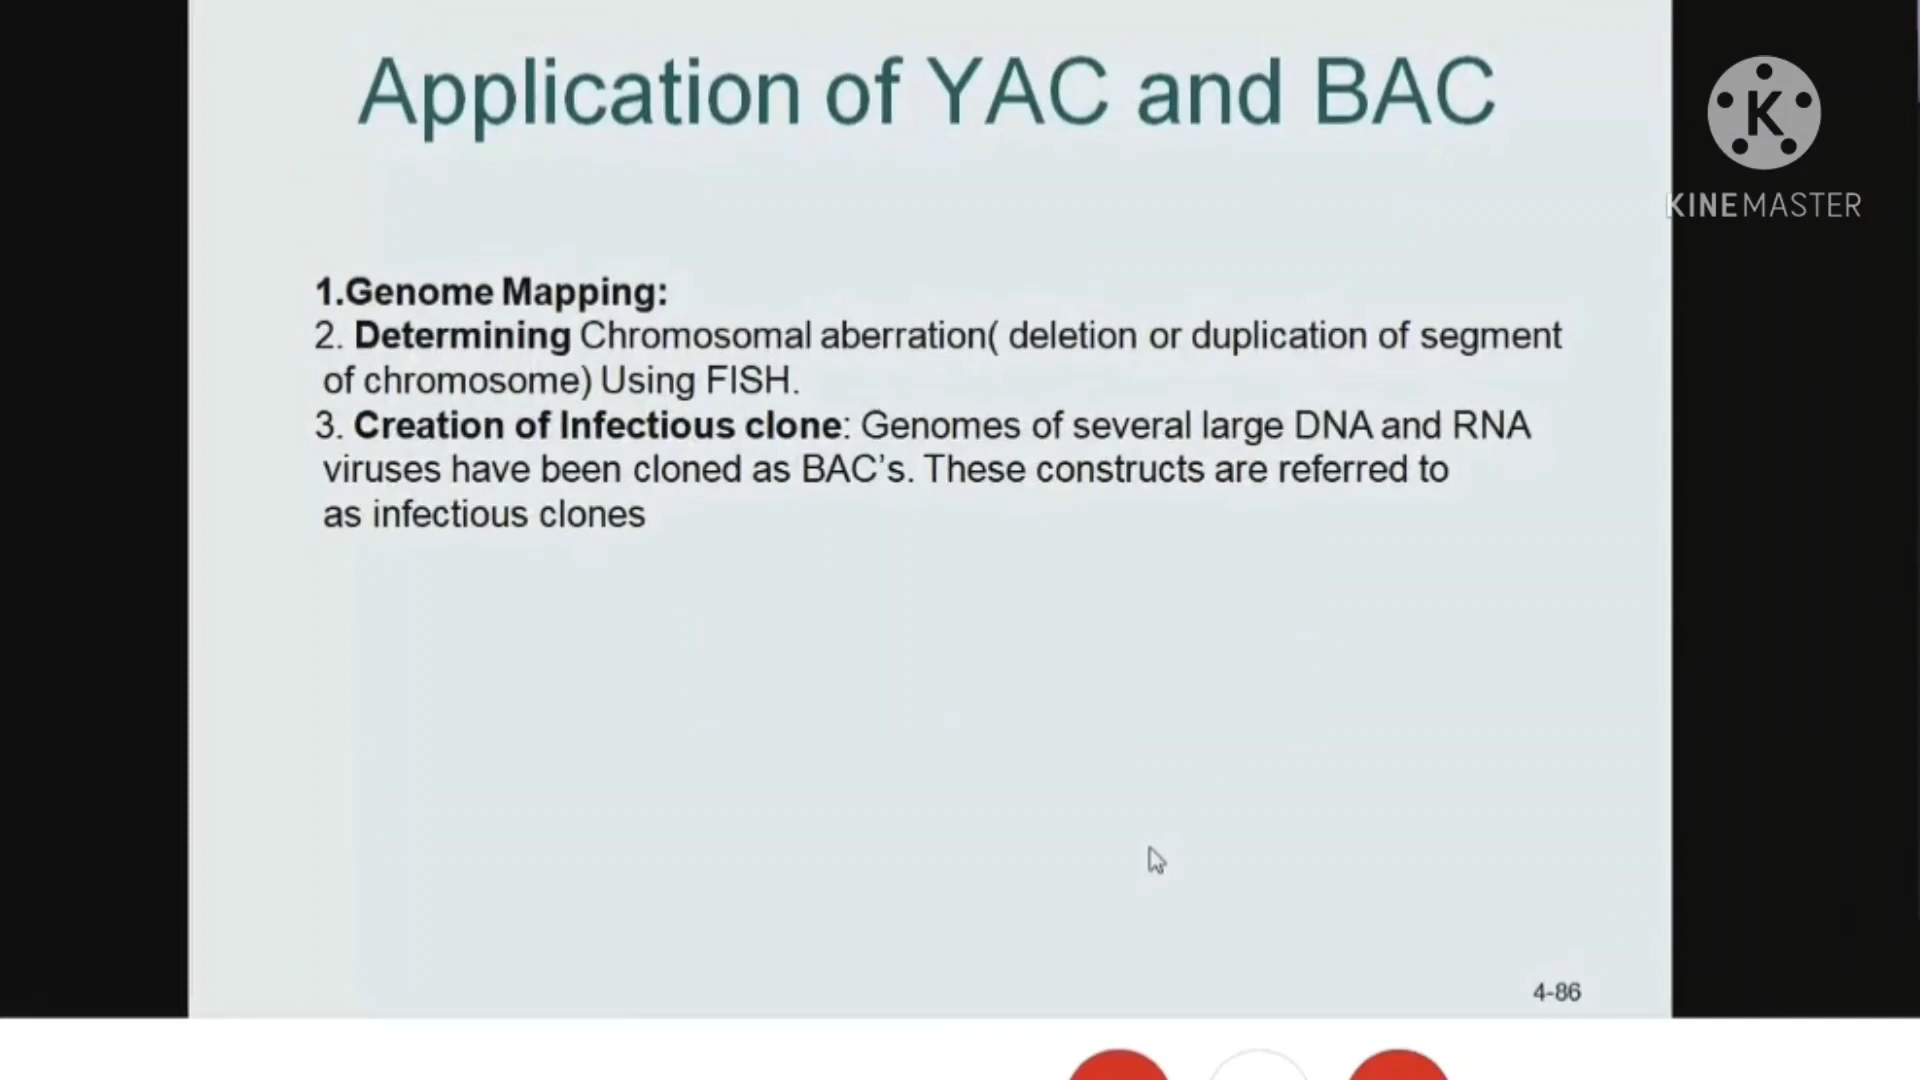 Application of YAC and BAC
K
KINEMASTER
1.Genome Mapping:
2. Determining Chromosomal aberration( deletion or duplication of segment
of chromosome) Using FISH.
3. Creation of Infectious clone: Genomes of several large DNA and RNA
viruses have been cloned as BAC's. These constructs are referred to
as infectious clones
4-86